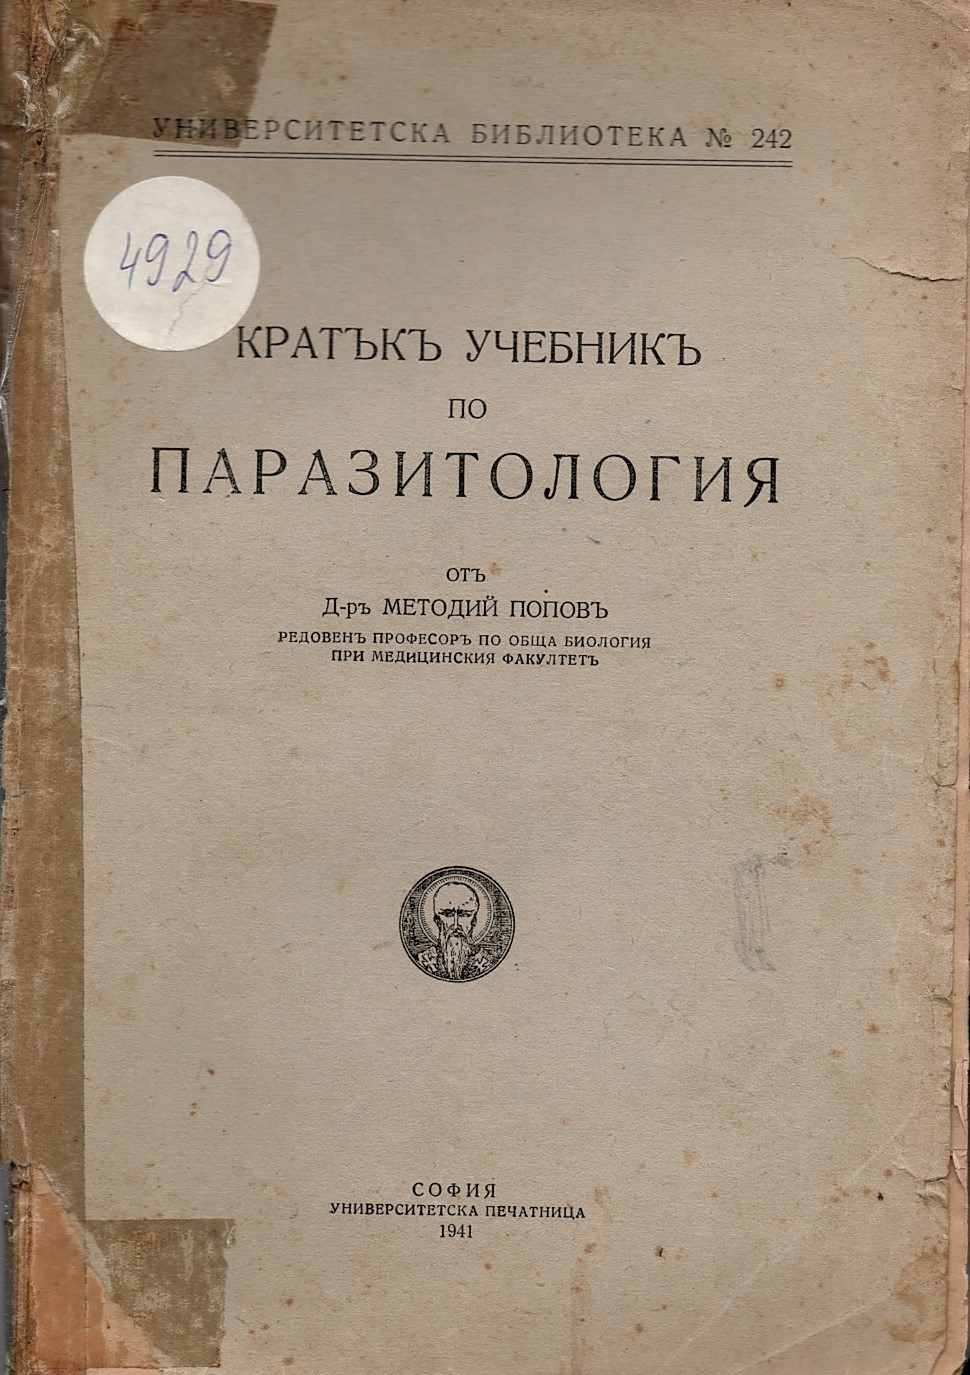 УНИВЕРСИТЕТСКА БИБЛИОТЕКА № 242
4929
КРАТЪКЪ УЧЕБНИКЪ
ПО
ПАРАЗИТОЛОГИЯ
ОТЪ
Д-ръ МЕТОДИЙ ПОПОВЪ
РЕДОВЕНЪ ПРОФЕСОРЪ ПО ОБЩА БИОЛОГИЯ
ПРИ МЕДИЦИНСКИЯ ФАКУЛТЕТЪ
СОФИЯ
УНИВЕРСИТЕТСКА ПЕЧАТНИЦА
1941